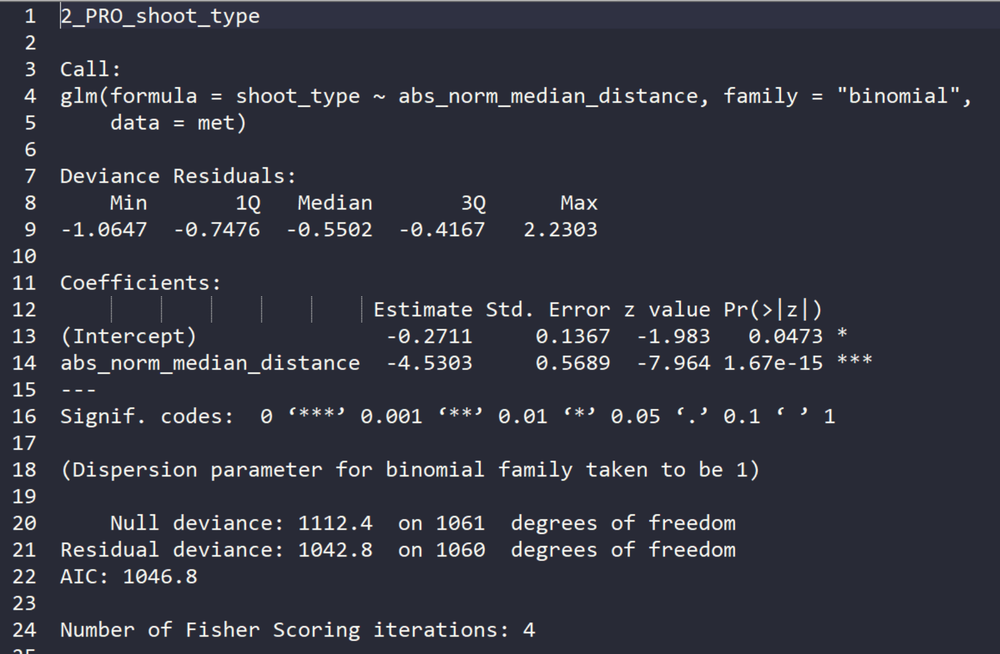 1 2_PRO_shoot_type
2
3 Call:
4 glm(formula = shoot_type ~ abs_norm_median_distance, family = "binomial",
5     data = met)
6
7 Deviance Residuals:
8     Min       1Q   Median       3Q      Max
9 -1.0647  -0.7476  -0.5502  -0.4167   2.2303
10
11 Coefficients:
12                          Estimate Std. Error z value Pr(>|z|)
13 (Intercept)               -0.2711     0.1367  -1.983   0.0473 *
14 abs_norm_median_distance  -4.5303     0.5689  -7.964 1.67e-15 ***
15 ---
16 Signif. codes:  0 ‘***’ 0.001 ‘**’ 0.01 ‘*’ 0.05 ‘.’ 0.1 ‘ ’ 1
17
18 (Dispersion parameter for binomial family taken to be 1)
19
20     Null deviance: 1112.4  on 1061  degrees of freedom
21 Residual deviance: 1042.8  on 1060  degrees of freedom
22 AIC: 1046.8
23
24 Number of Fisher Scoring iterations: 4
25